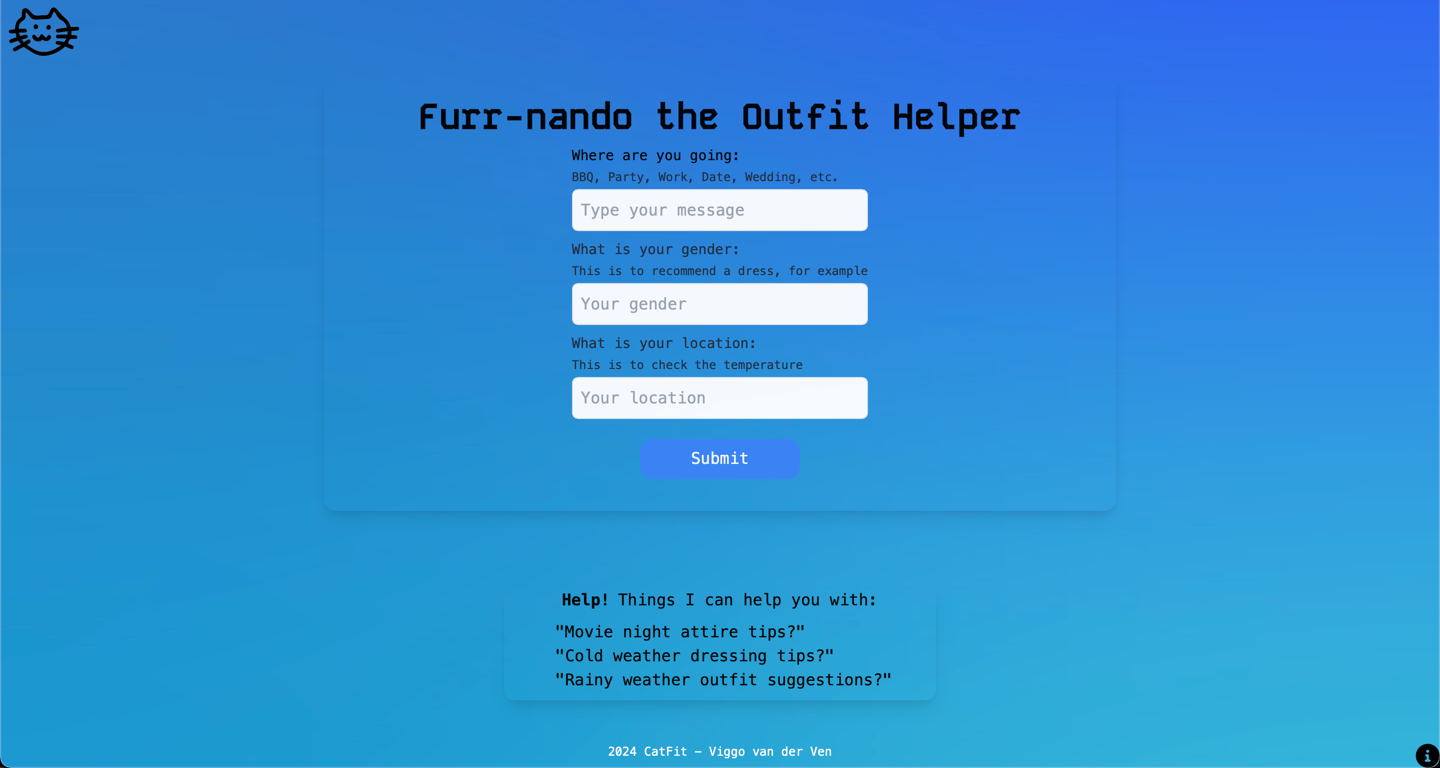 Furr-nando the Outfit Helper
Where are you going:
BBQ, Party, Work, Date, Wedding, etc.
Type your message
What is your gender:
This is to recommend a dress, for example
Your gender
What is your location:
This is to check the temperature
Your location
Submit
Help! Things I can help you with:
"Movie night attire tips?"
"Cold weather dressing tips?"
"Rainy weather outfit suggestions?"
2024 CatFit – Viggo van der Ven
i